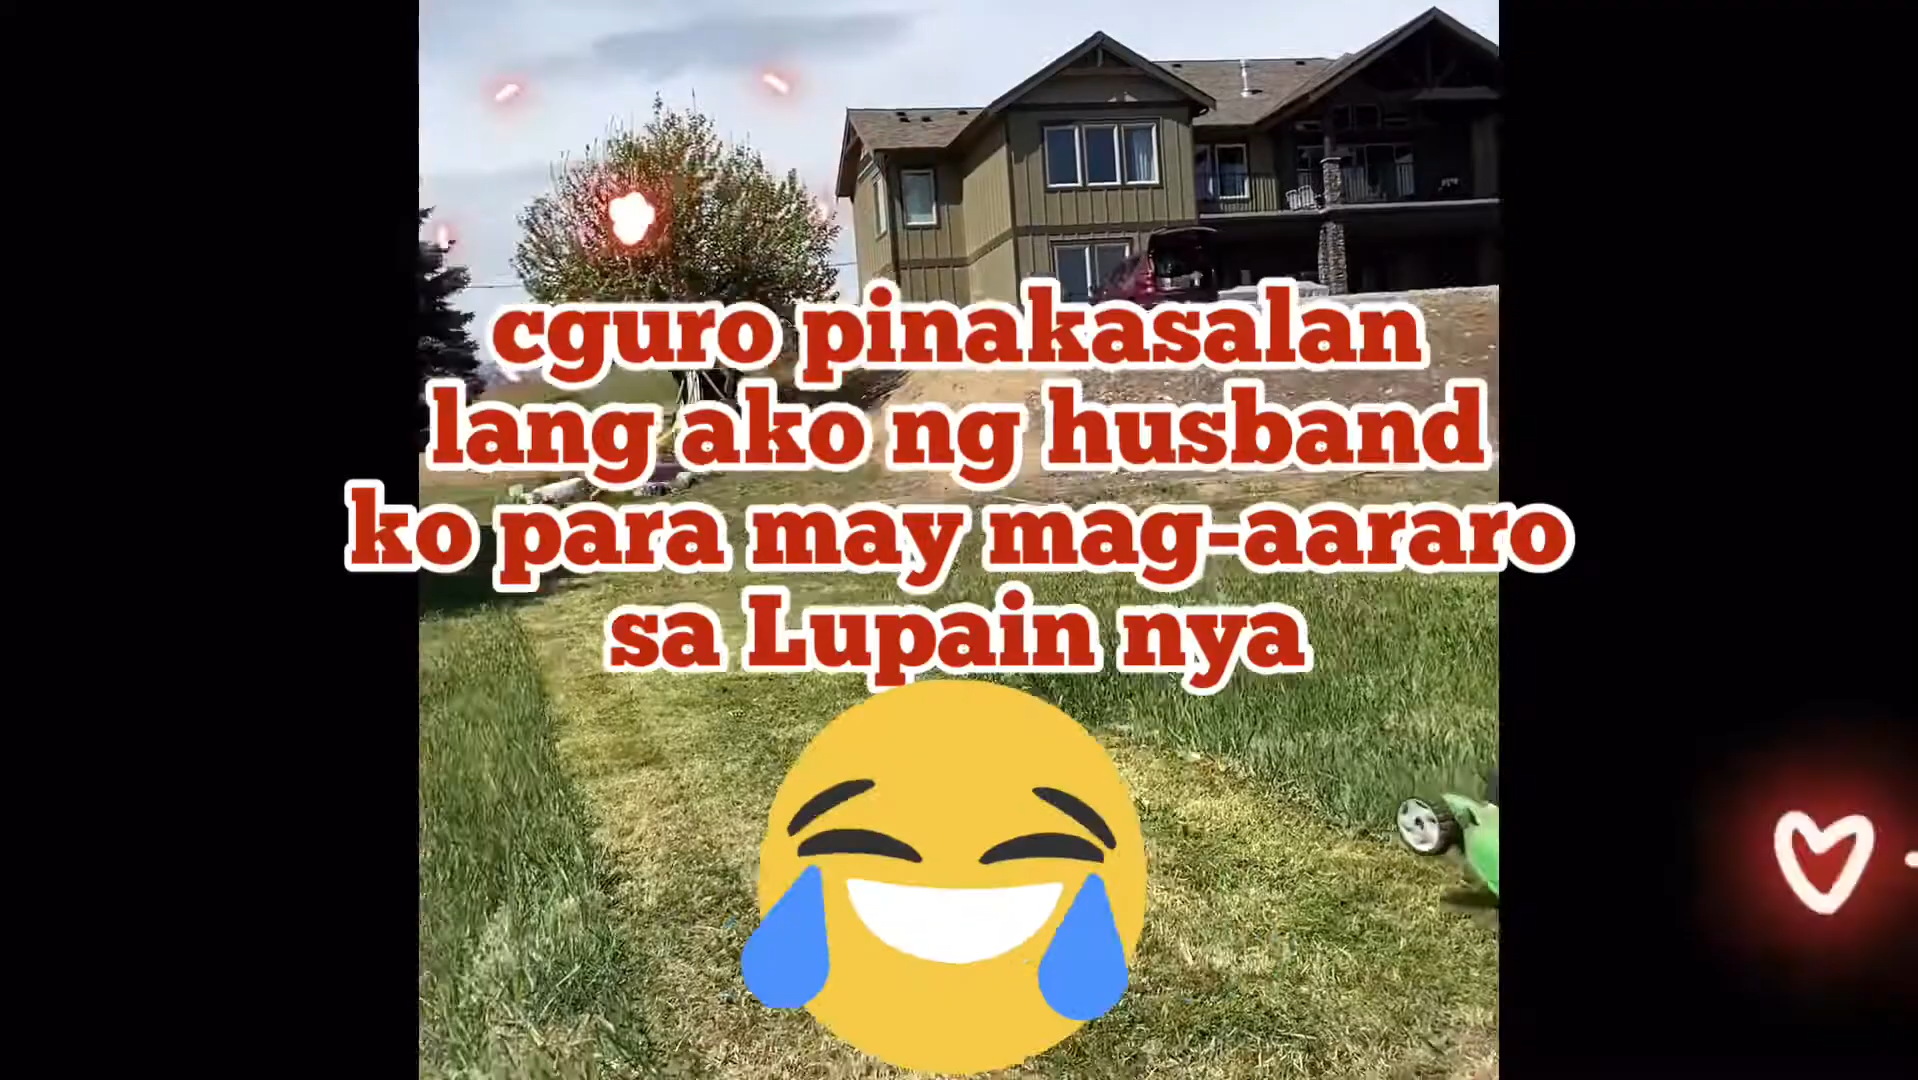 cguro pinakasalan
lang ako ng husband
ko para may mag-aararo
sa Lupain nya